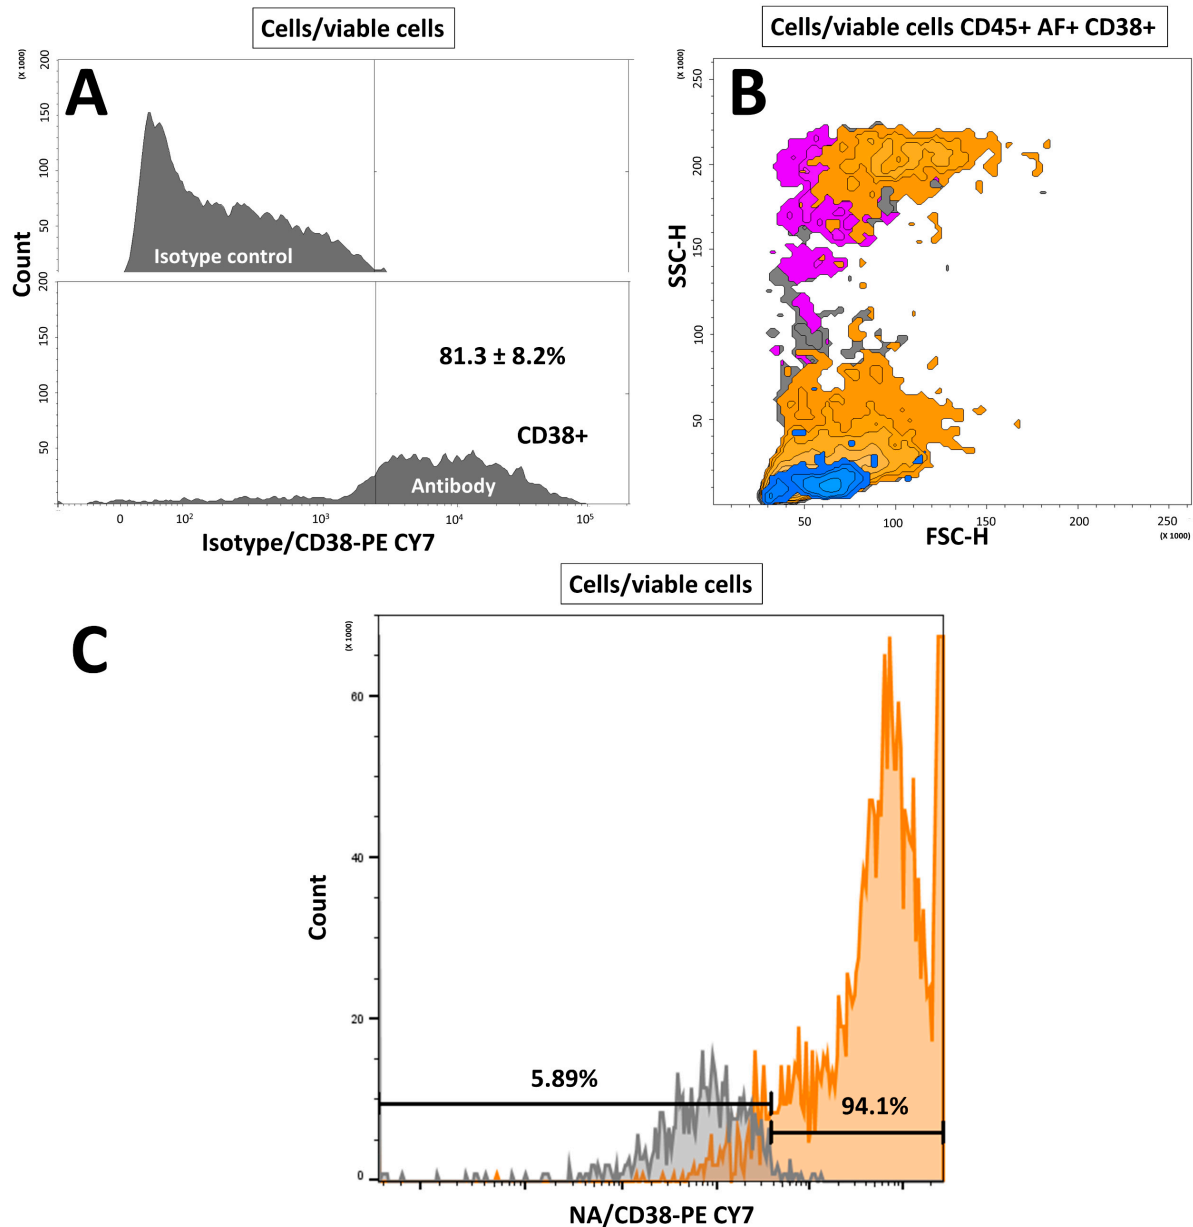 Cells/viable cells
A
(X 1000)
200
150
100
50
Isotype control
Count
200
150
100
50
81.3 ± 8.2%
CD38+
Antibody
0
10²
10³
10⁴
10⁵
Isotype/CD38-PE CY7
Cells/viable cells CD45+ AF+ CD38+
B
(X 1000)
250
200
150
100
50
SSC-H
50
100
150
200
250
FSC-H
(X 1000)
Cells/viable cells
C
(X 1000)
60
40
20
0
Count
5.89%
94.1%
NA/CD38-PE CY7